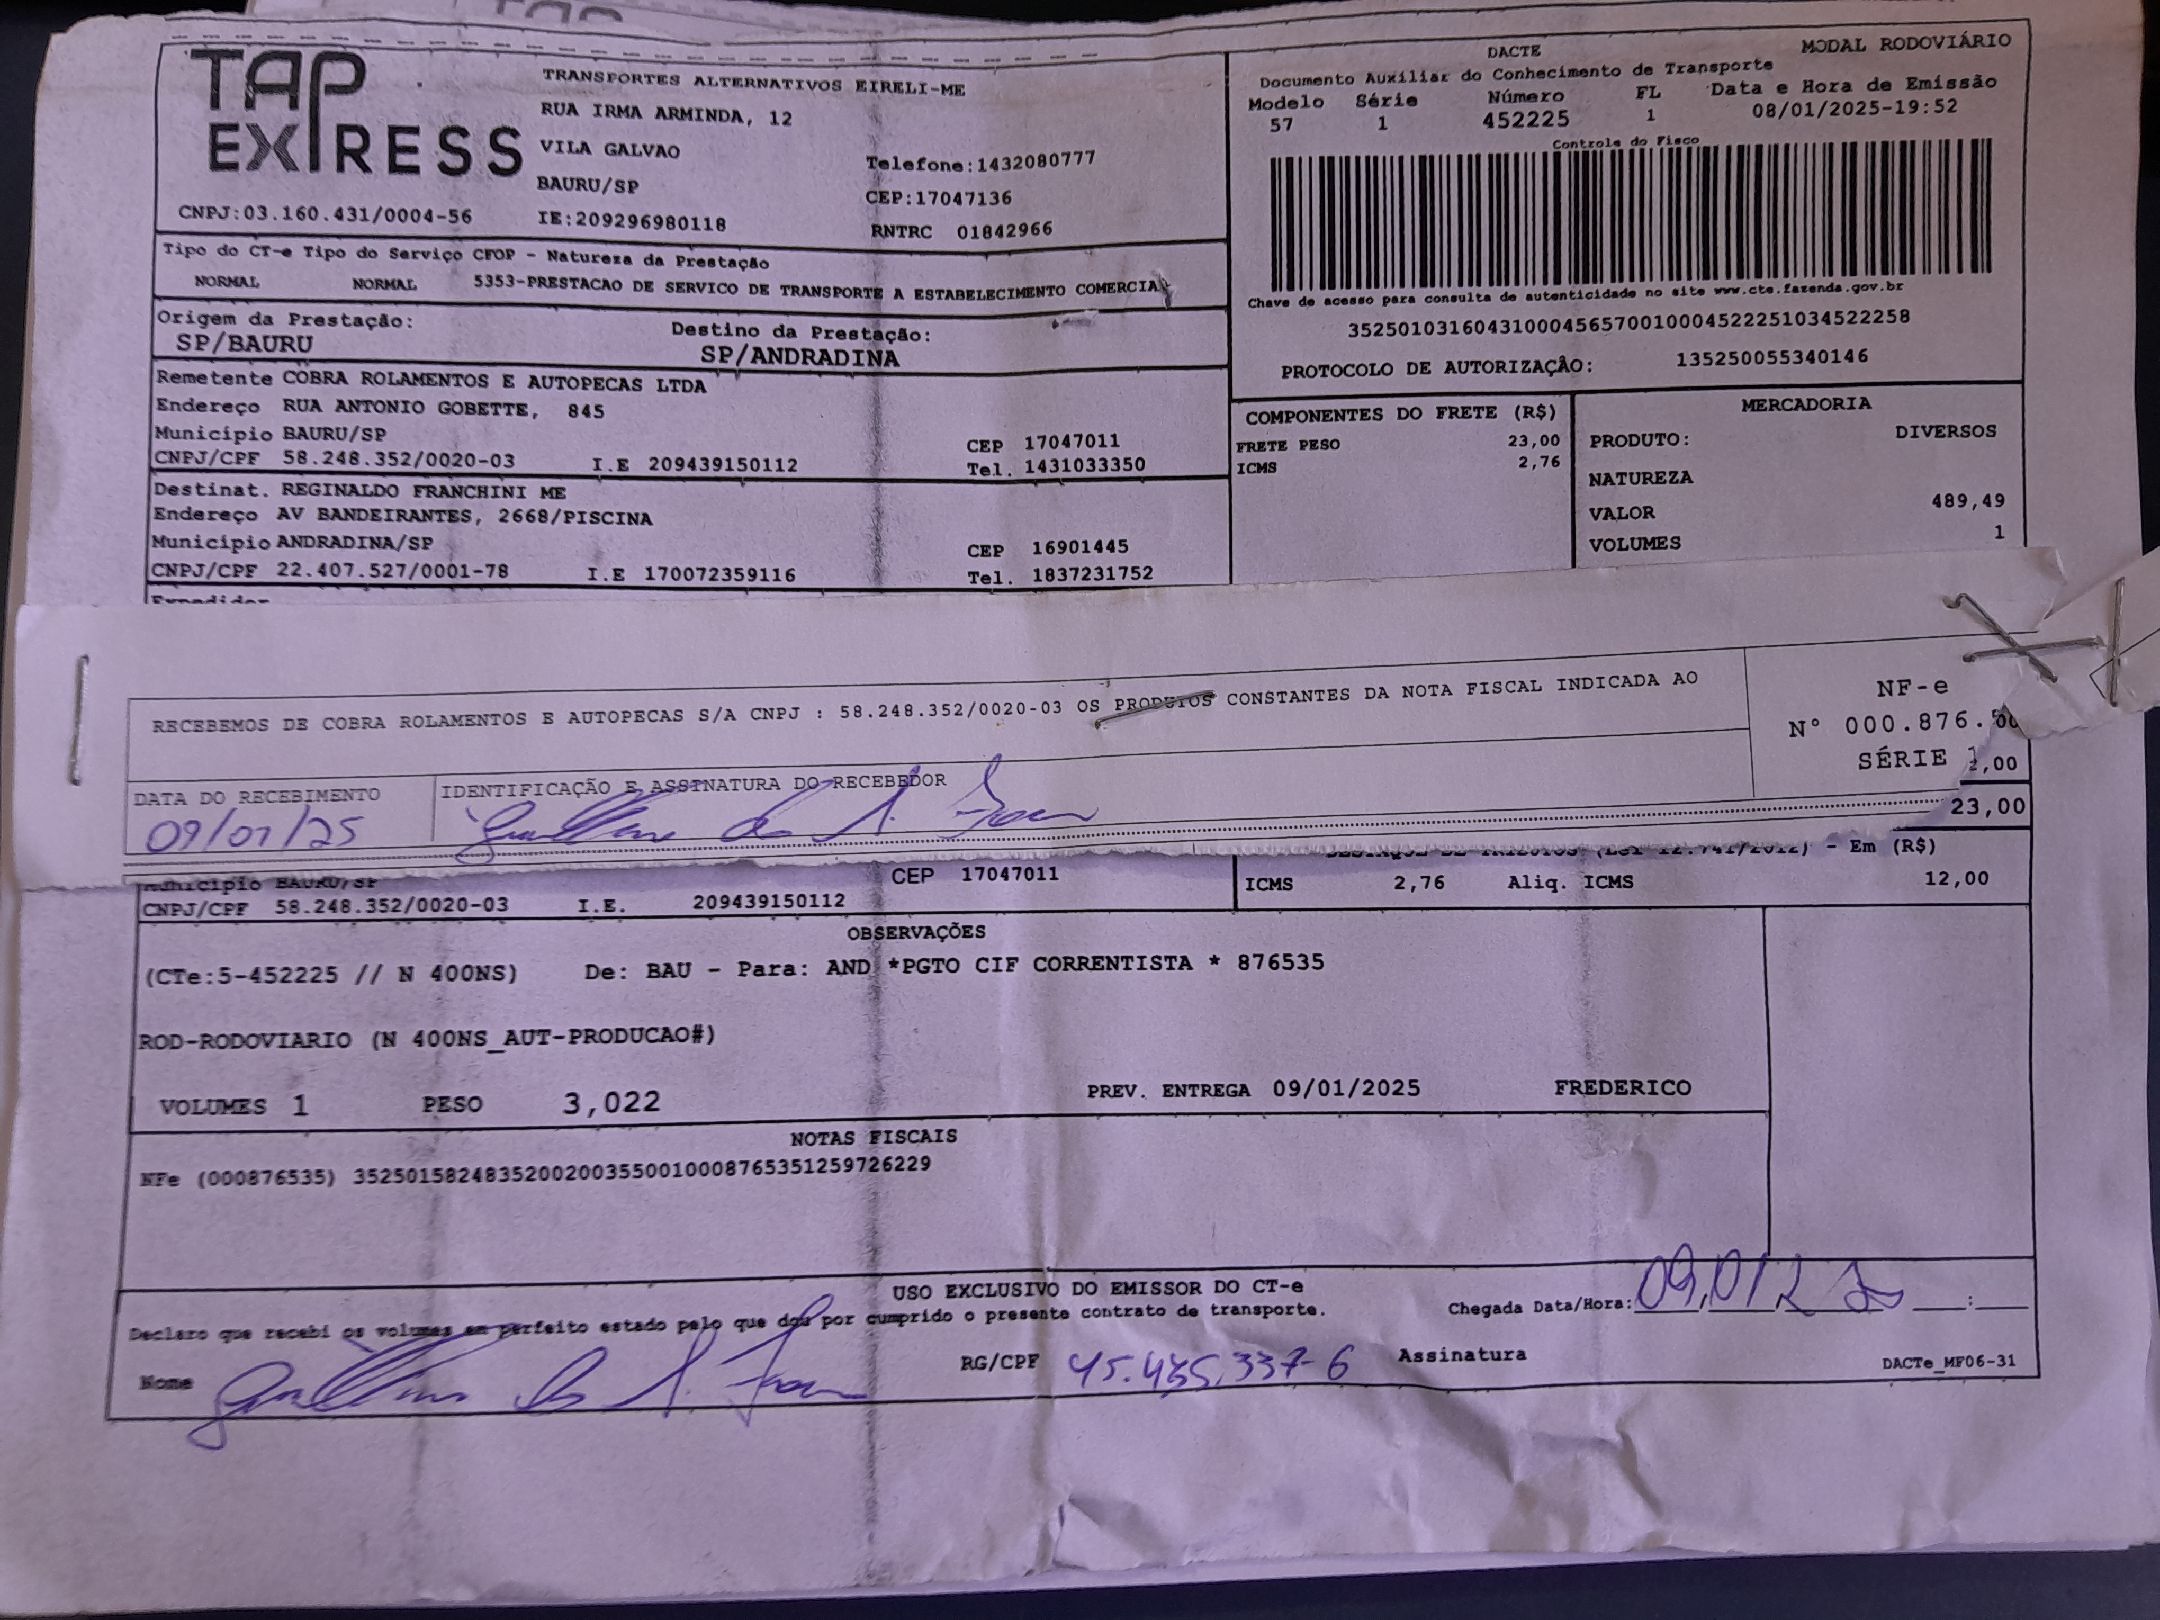 TAP
EXPRESS
TRANSPORTES ALTERNATIVOS EIRELI-ME
RUA IRMA ARMINDA, 12
VILA GALVAO
Telefone:1432080777
BAURU/SP
CEP:17047136
CNPJ:03.160.431/0004-56 IE:209296980118 RNTRC 01842966
DACTE MODAL RODOVIÁRIO
Documento Auxiliar do Conhecimento de Transporte
Modelo Série Número FL Data e Hora de Emissão
57 1 452225 1 08/01/2025-19:52
Controle do Fisco
Chave de acesso para consulta de autenticidade no site www.cte.fazenda.gov.br
35250103160431000456570010004522251034522258
PROTOCOLO DE AUTORIZAÇÃO: 135250055340146
Tipo do CT-e Tipo do Serviço CFOP - Natureza da Prestação
NORMAL NORMAL 5353-PRESTACAO DE SERVICO DE TRANSPORTE A ESTABELECIMENTO COMERCIA
Origem da Prestação: Destino da Prestação:
SP/BAURU SP/ANDRADINA
Remetente COBRA ROLAMENTOS E AUTOPECAS LTDA
Endereço RUA ANTONIO GOBETTE, 845
Município BAURU/SP CEP 17047011
CNPJ/CPF 58.248.352/0020-03 I.E 209439150112 Tel. 1431033350
Destinat. REGINALDO FRANCHINI ME
Endereço AV BANDEIRANTES, 2668/PISCINA
Município ANDRADINA/SP CEP 16901445
CNPJ/CPF 22.407.527/0001-78 I.E 170072359116 Tel. 1837231752
Expedidor
COMPONENTES DO FRETE (R$)
FRETE PESO 23,00
ICMS 2,76
MERCADORIA
PRODUTO: DIVERSOS
NATUREZA
VALOR 489,49
VOLUMES 1
RECEBEMOS DE COBRA ROLAMENTOS E AUTOPECAS S/A CNPJ : 58.248.352/0020-03 OS PRODUTOS CONSTANTES DA NOTA FISCAL INDICADA AO
NF-e
Nº 000.876.
SÉRIE
,00
DATA DO RECEBIMENTO IDENTIFICAÇÃO E ASSINATURA DO RECEBEDOR
09/01/25
23,00
- Em (R$)
Município BAURU/SP CEP 17047011
CNPJ/CPF 58.248.352/0020-03 I.E. 209439150112
ICMS 2,76 Aliq. ICMS 12,00
OBSERVAÇÕES
(CTe:5-452225 // N 400NS) De: BAU - Para: AND *PGTO CIF CORRENTISTA * 876535
ROD-RODOVIARIO (N 400NS_AUT-PRODUCAO#)
VOLUMES 1 PESO 3,022 PREV. ENTREGA 09/01/2025 FREDERICO
NOTAS FISCAIS
NFe (000876535) 35250158248352002003550010008765351259726229
USO EXCLUSIVO DO EMISSOR DO CT-e
Declaro que recebi os volumes em perfeito estado pelo que dou por cumprido o presente contrato de transporte.
Chegada Data/Hora:
Nome RG/CPF 45.435.337-6 Assinatura
DACTe_MF06-31